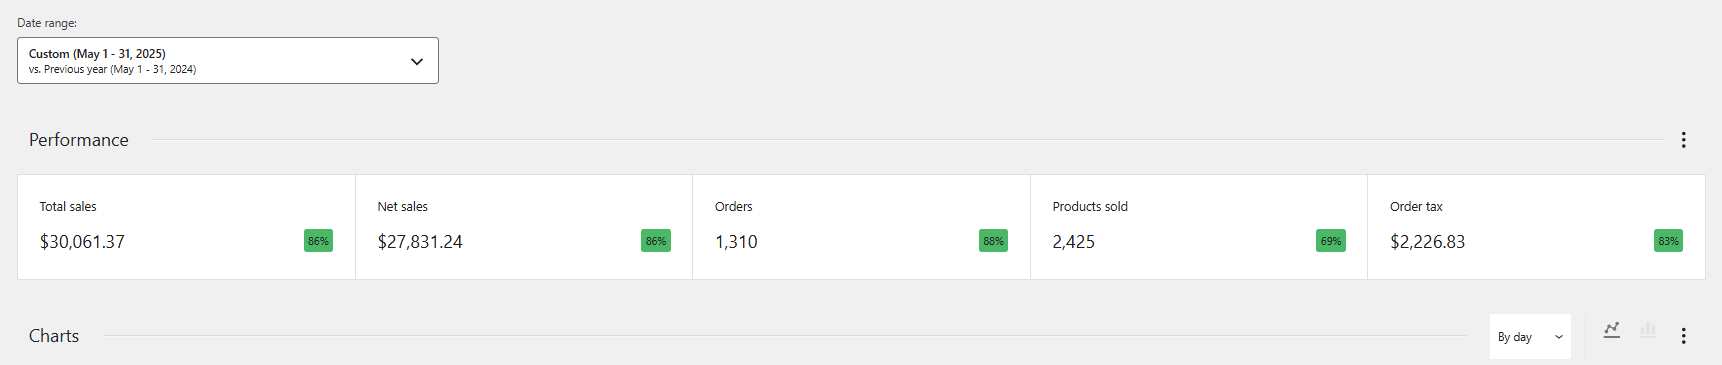 Date range:
Custom (May 1 - 31, 2025)
vs. Previous year (May 1 - 31, 2024)
Performance
Total sales
$30,061.37
86%
Net sales
$27,831.24
86%
Orders
1,310
88%
Products sold
2,425
69%
Order tax
$2,226.83
83%
Charts
By day